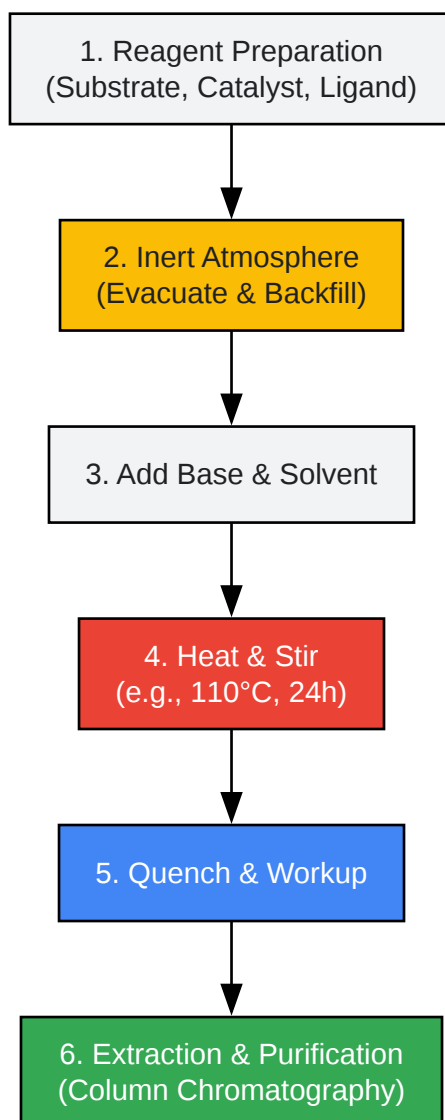 1. Reagent Preparation
(Substrate, Catalyst, Ligand)
2. Inert Atmosphere
(Evacuate & Backfill)
3. Add Base & Solvent
4. Heat & Stir
(e.g., 110°C, 24h)
5. Quench & Workup
6. Extraction & Purification
(Column Chromatography)